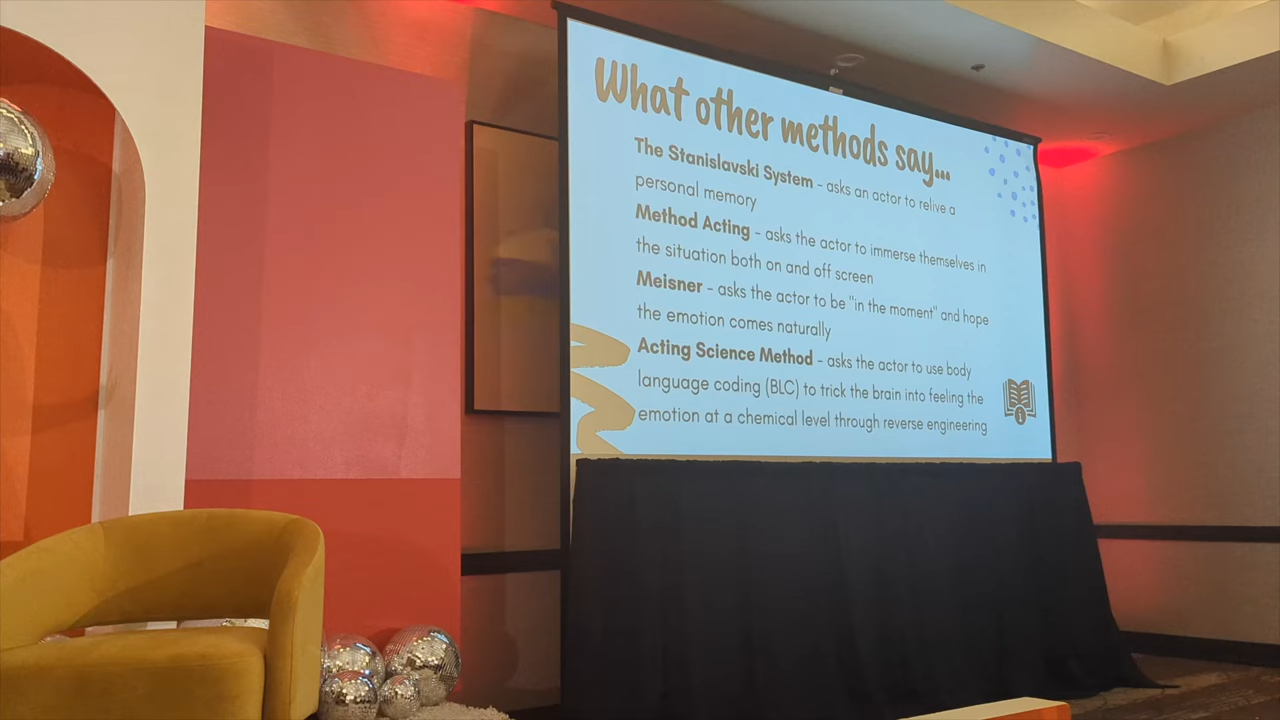 What other methods say...
The Stanislavski System - asks an actor to relive a
personal memory
Method Acting - asks the actor to immerse themselves in
the situation both on and off screen
Meisner - asks the actor to be "in the moment" and hope
the emotion comes naturally
Acting Science Method - asks the actor to use body
language coding (BLC) to trick the brain into feeling the
emotion at a chemical level through reverse engineering
i